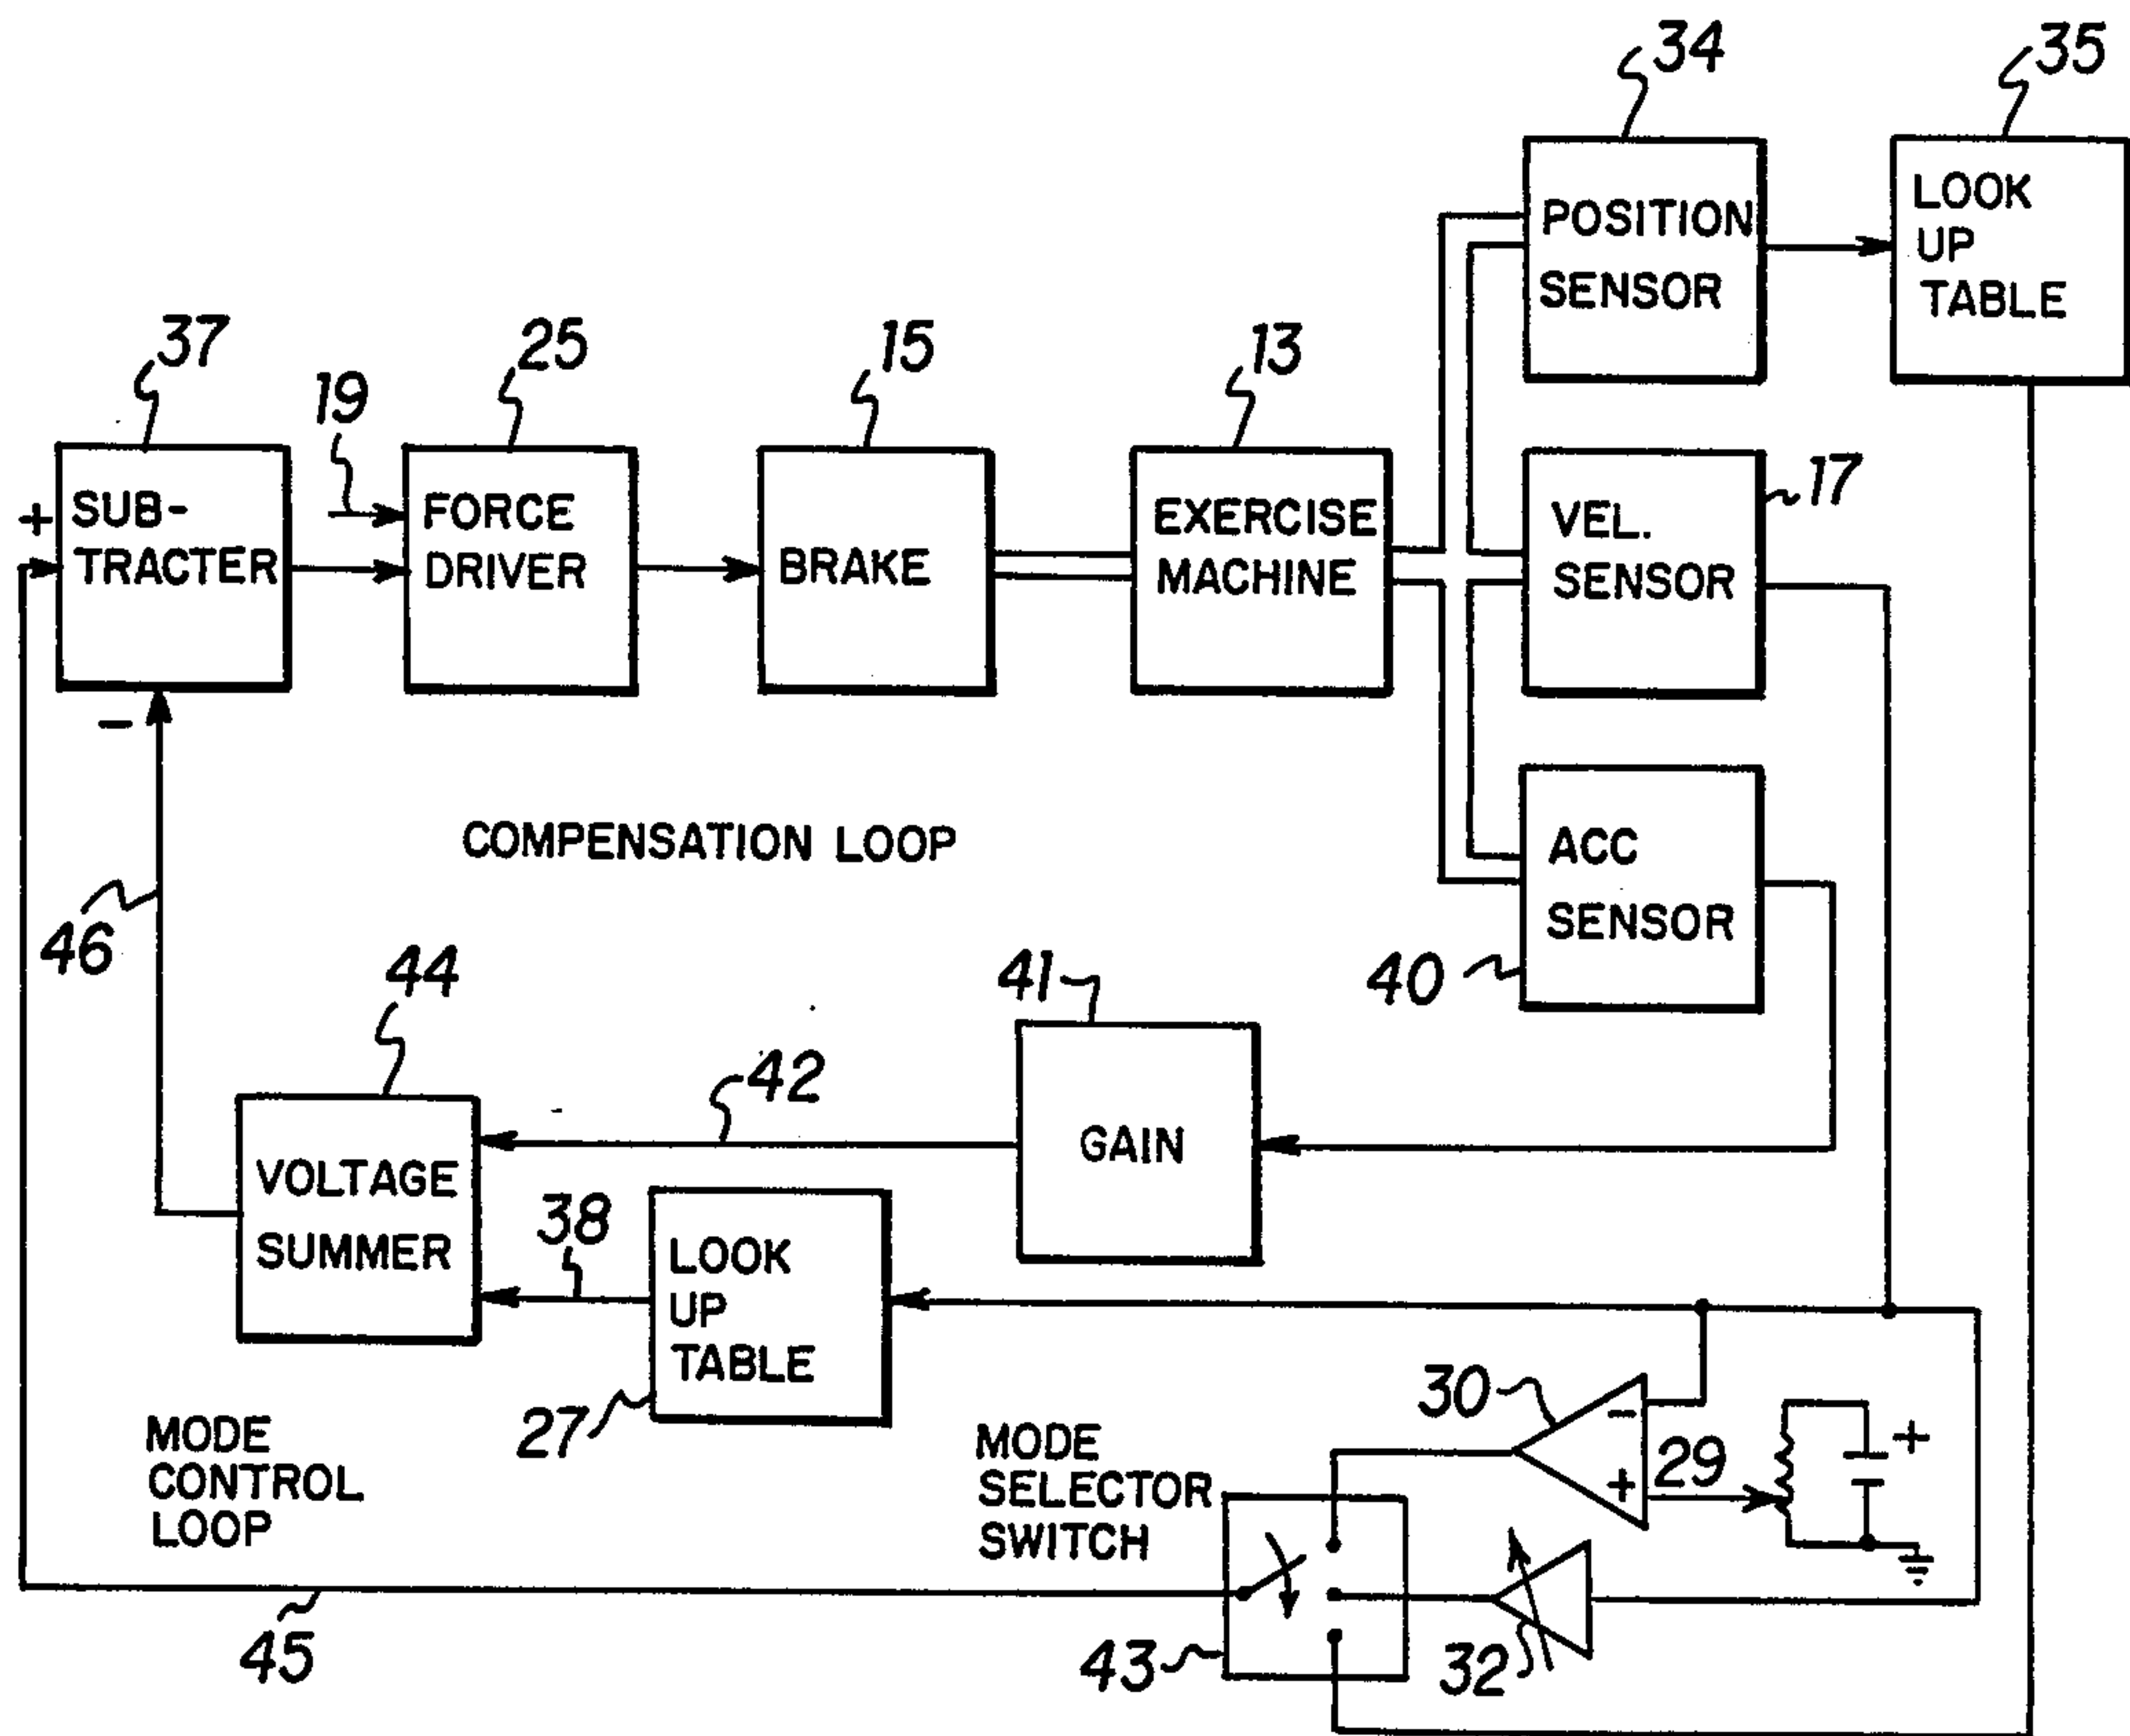 34
35
POSITION
SENSOR
LOOK
UP
TABLE
37
19
25
15
13
+
SUB-
TRACTER
FORCE
DRIVER
BRAKE
EXERCISE
MACHINE
VEL.
SENSOR
17
-
COMPENSATION LOOP
ACC
SENSOR
40
46
44
41
42
GAIN
VOLTAGE
SUMMER
38
LOOK
UP
TABLE
27
30
-
+
29
+
MODE
CONTROL
LOOP
MODE
SELECTOR
SWITCH
45
43
32